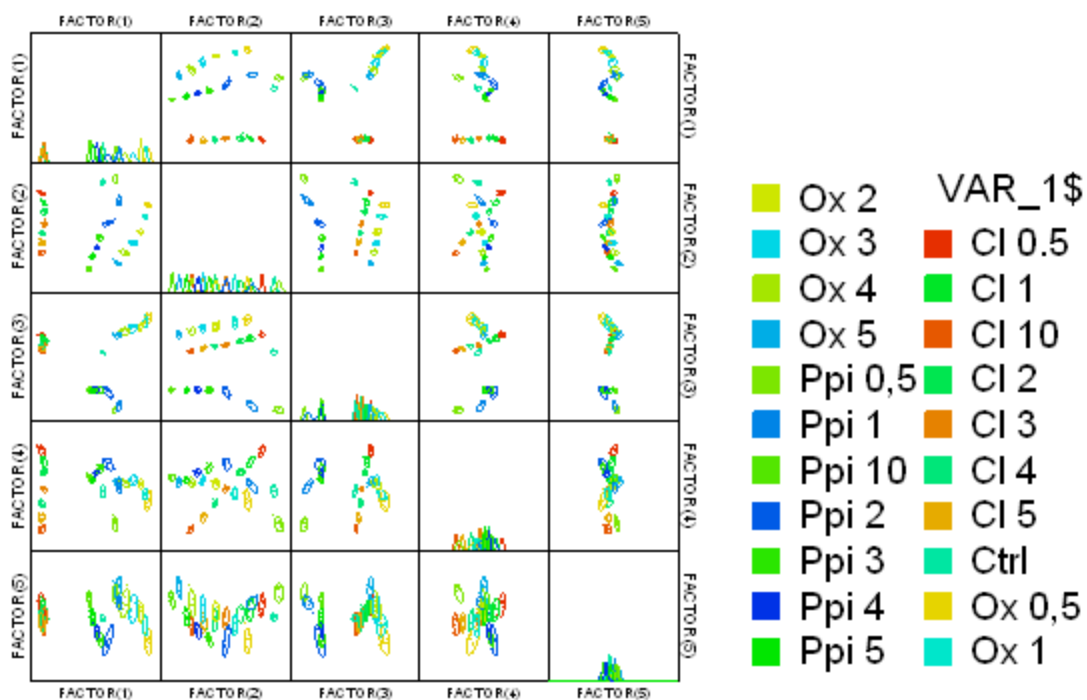 FACTOR(1) FACTOR(2) FACTOR(3) FACTOR(4) FACTOR(5)
FACTOR(1) FACTOR(1)
FACTOR(2) FACTOR(2)
FACTOR(3) FACTOR(3)
FACTOR(4) FACTOR(4)
FACTOR(5) FACTOR(5)
FACTOR(1) FACTOR(2) FACTOR(3) FACTOR(4) FACTOR(5)
VAR_1$
Ox 2 Cl 0.5
Ox 3 Cl 1
Ox 4 Cl 10
Ox 5 Cl 2
Ppi 0,5 Cl 3
Ppi 1 Cl 4
Ppi 10 Cl 5
Ppi 2 Ctrl
Ppi 3 Ox 0,5
Ppi 4 Ox 1
Ppi 5